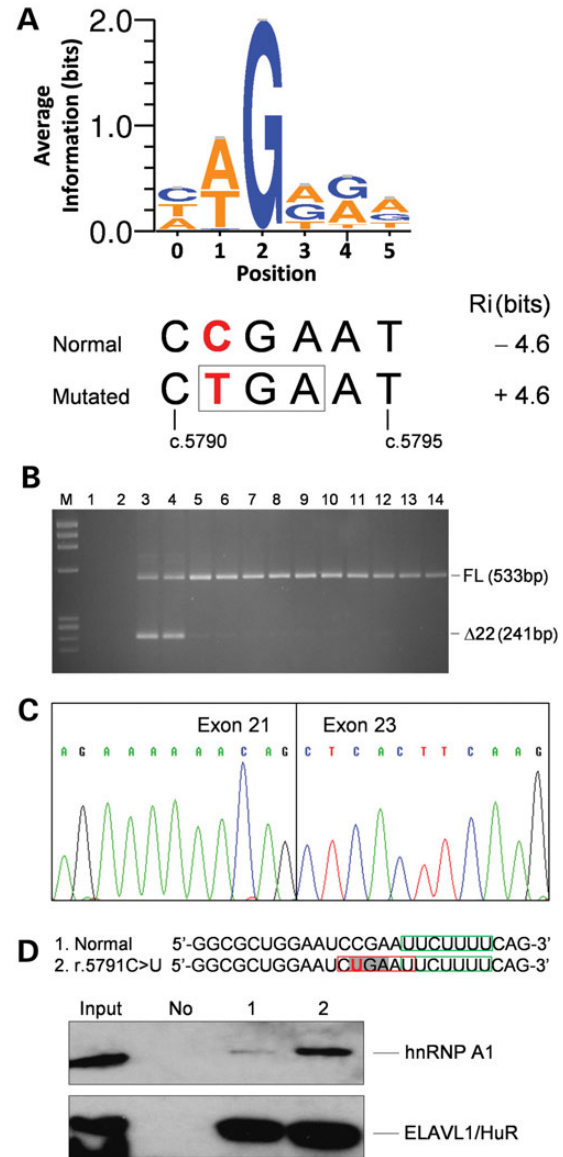 A
Average
Information (bits)
2.0
1.0
0.0
C T A
A T
G
A G T
G A T
A G T
0 1 2 3 4 5
Position
Ri (bits)
Normal C C G A A T − 4.6
Mutated C T G A A T + 4.6
c.5790 c.5795
B
M 1 2 3 4 5 6 7 8 9 10 11 12 13 14
FL (533bp)
Δ22 (241bp)
C
Exon 21 Exon 23
A G A A A A A A C A G C T C A C T T C A A G
D
1. Normal 5'-GGCGCUGGAAUCCGAAUUCUUUUCAG-3'
2. r.5791C>U 5'-GGCGCUGGAAUCUGAAUUCUUUUCAG-3'
Input No 1 2
hnRNP A1
ELAVL1/HuR